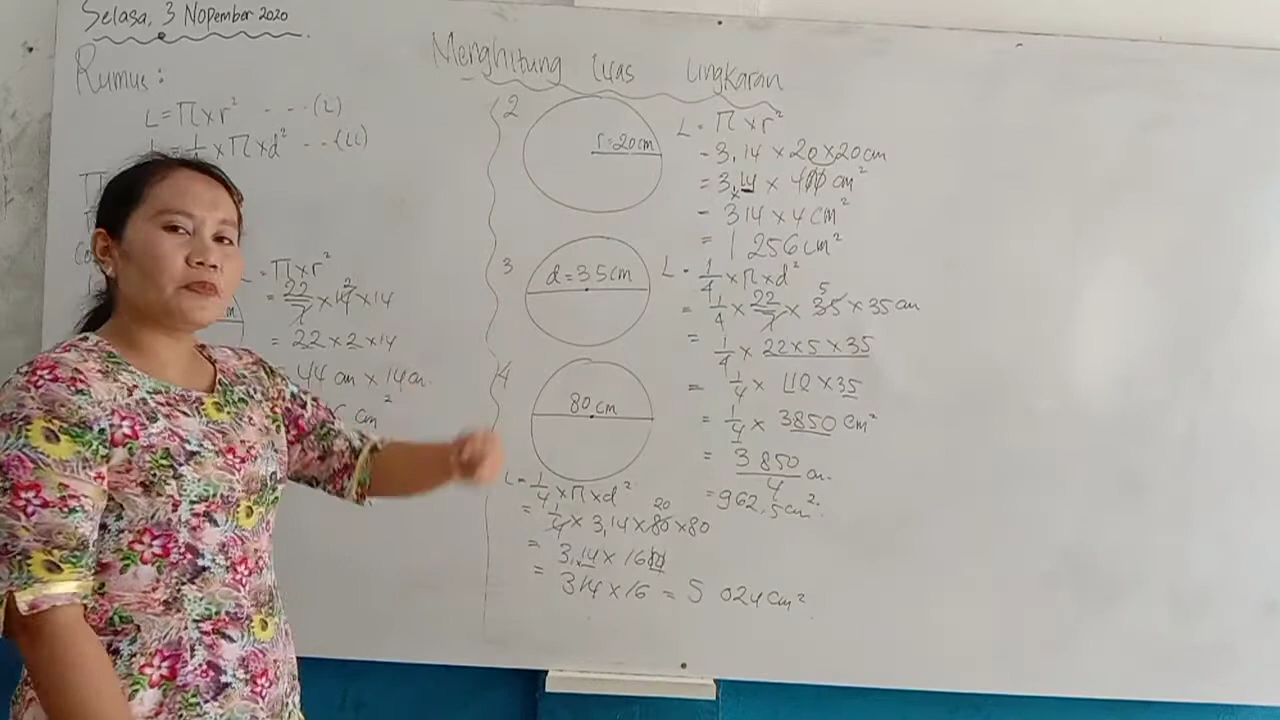 Selasa, 3 Nopember 2020
Rumus:
L = π x r² ---- (L)
x π x d² -- (LL)
= π x r²
= 22/7 x 14 x 14
2
= 22 x 2 x 14
44 cm x 14 cm.
cm²
Menghitung luas lingkaran
2
r = 20cm
L = π x r²
= 3,14 x 20 x 20 cm
= 3,14 x 400 cm²
= 314 x 4 cm²
= 1 256 cm²
3
d = 35cm
L = 1/4 x π x d²
5
= 1/4 x 22/7 x 35 x 35 cm
= 1/4 x 22 x 5 x 35
= 1/4 x 110 x 35
= 1/4 x 3850 cm²
= 3 850/4 cm.
= 962,5 cm².
4
80 cm
L = 1/4 x π x d²
20
= 1/4 x 3,14 x 80 x 80
= 3,14 x 1600
= 314 x 16 = 5 024 cm²